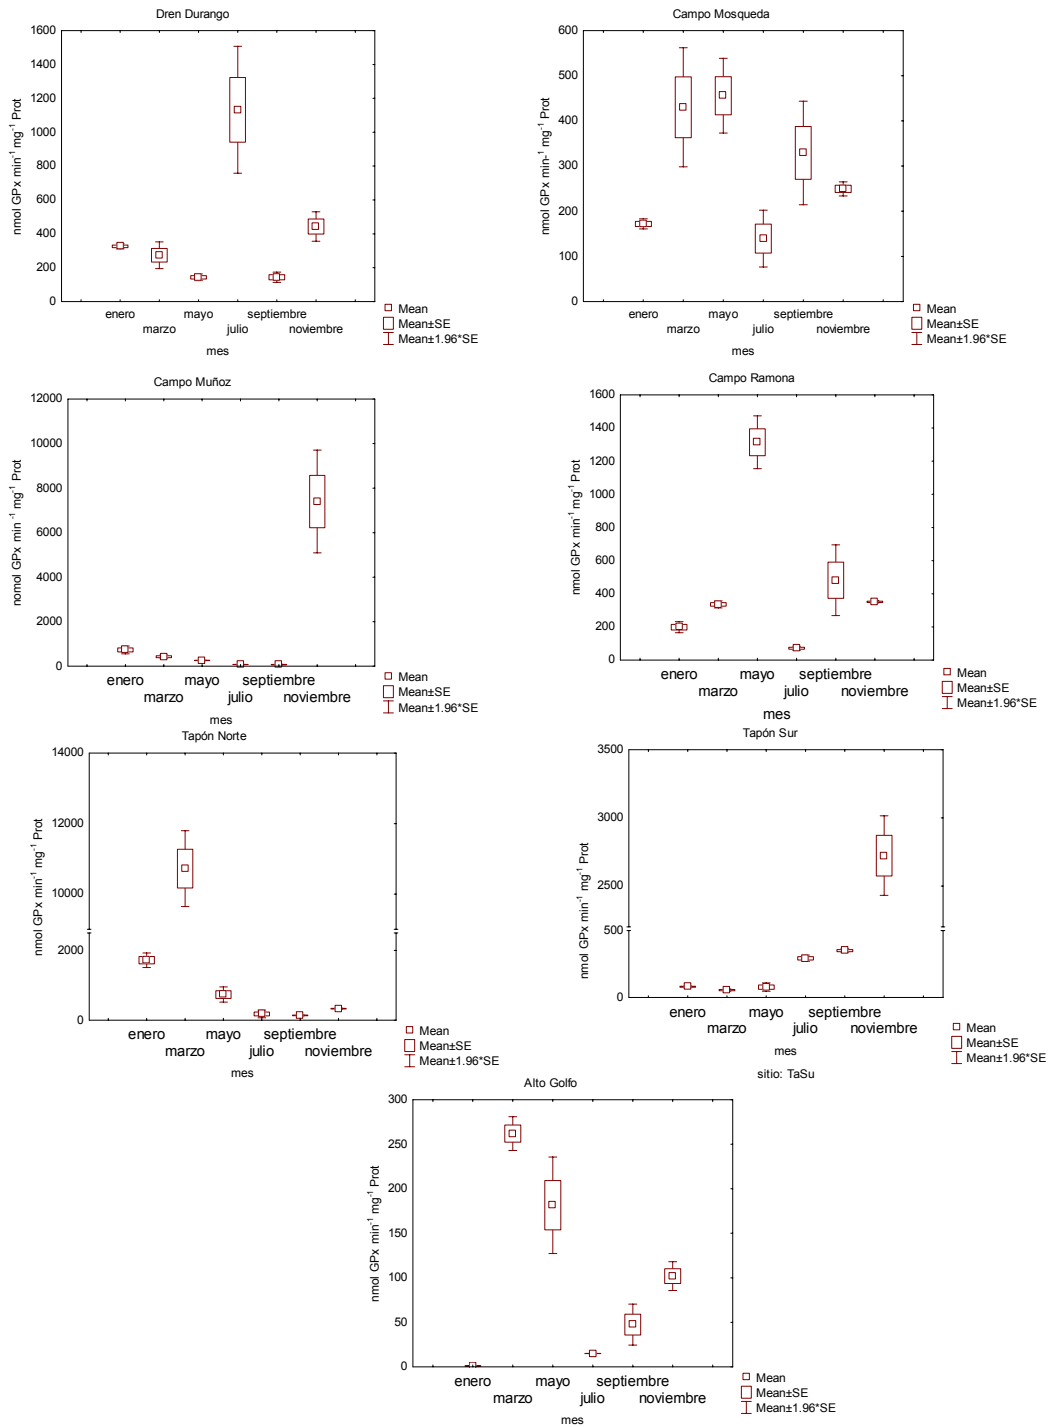 Dren Durango
nmol GPx min-1 mg-1 Prot
1600
1400
1200
1000
800
600
400
200
0
enero
mayo
septiembre
marzo
julio
noviembre
mes
Mean
Mean±SE
Mean±1.96*SE
Campo Mosqueda
nmol GPx min-1 mg-1 Prot
600
500
400
300
200
100
0
enero
mayo
septiembre
marzo
julio
noviembre
mes
Mean
Mean±SE
Mean±1.96*SE
Campo Muñoz
nomol GPx min -1 mg-1 Prot
12000
10000
8000
6000
4000
2000
0
enero
mayo
septiembre
marzo
julio
noviembre
mes
Mean
Mean±SE
Mean±1.96*SE
Campo Ramona
nmol GPx min-1 mg-1 Prot
1600
1400
1200
1000
800
600
400
200
0
enero
mayo
septiembre
marzo
julio
noviembre
mes
Mean
Mean±SE
Mean±1.96*SE
Tapón Norte
nmol GPx min-1 mg-1 Prot
14000
12000
10000
2000
0
enero
mayo
septiembre
marzo
julio
noviembre
mes
Mean
Mean±SE
Mean±1.96*SE
Tapón Sur
nmol GPx min-1 mg-1 Prot
3500
3000
2500
500
0
enero
mayo
septiembre
marzo
julio
noviembre
mes
sitio: TaSu
Mean
Mean±SE
Mean±1.96*SE
Alto Golfo
nmol GPx min-1 mg-1 Prot
300
250
200
150
100
50
0
enero
mayo
septiembre
marzo
julio
noviembre
mes
Mean
Mean±SE
Mean±1.96*SE